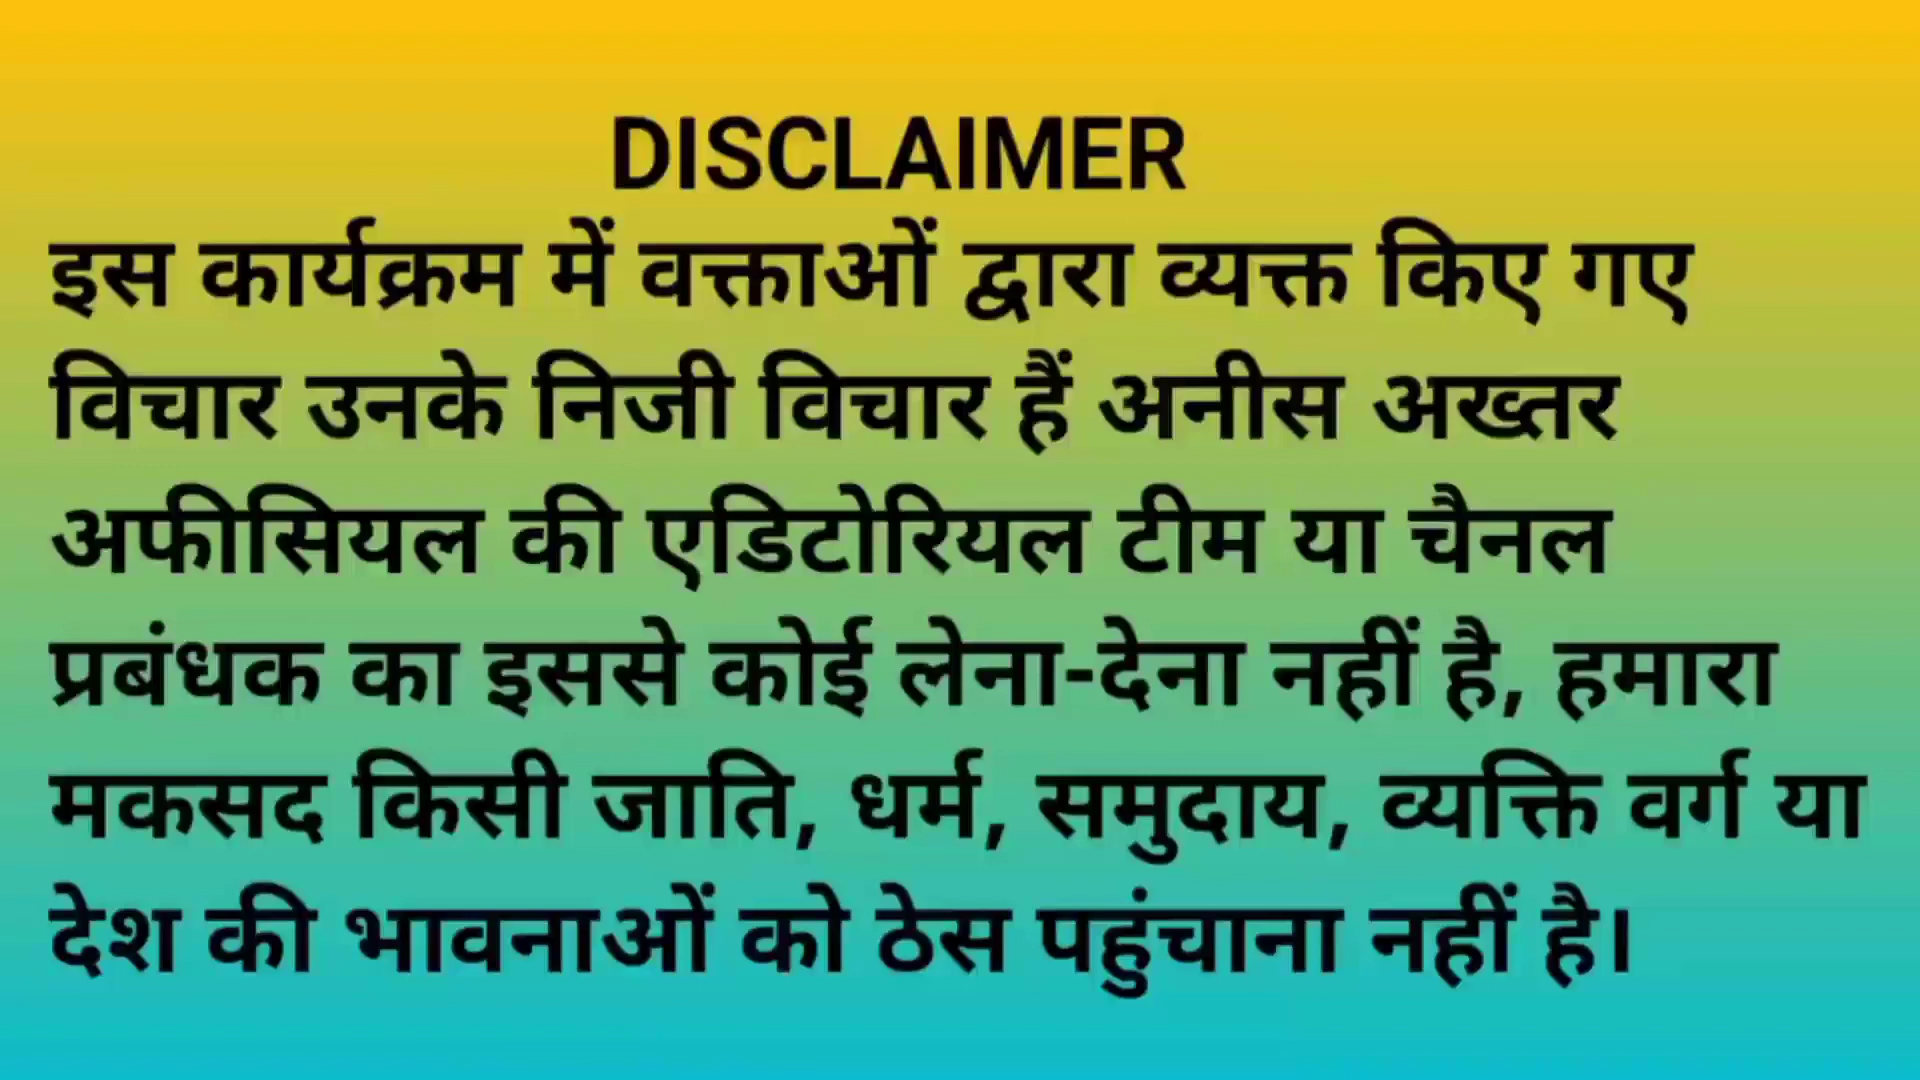 DISCLAIMER
इस कार्यक्रम में वक्ताओं द्वारा व्यक्त किए गए
विचार उनके निजी विचार हैं अनीस अख्तर
अफीसियल की एडिटोरियल टीम या चैनल
प्रबंधक का इससे कोई लेना-देना नहीं है, हमारा
मकसद किसी जाति, धर्म, समुदाय, व्यक्ति वर्ग या
देश की भावनाओं को ठेस पहुंचाना नहीं है।